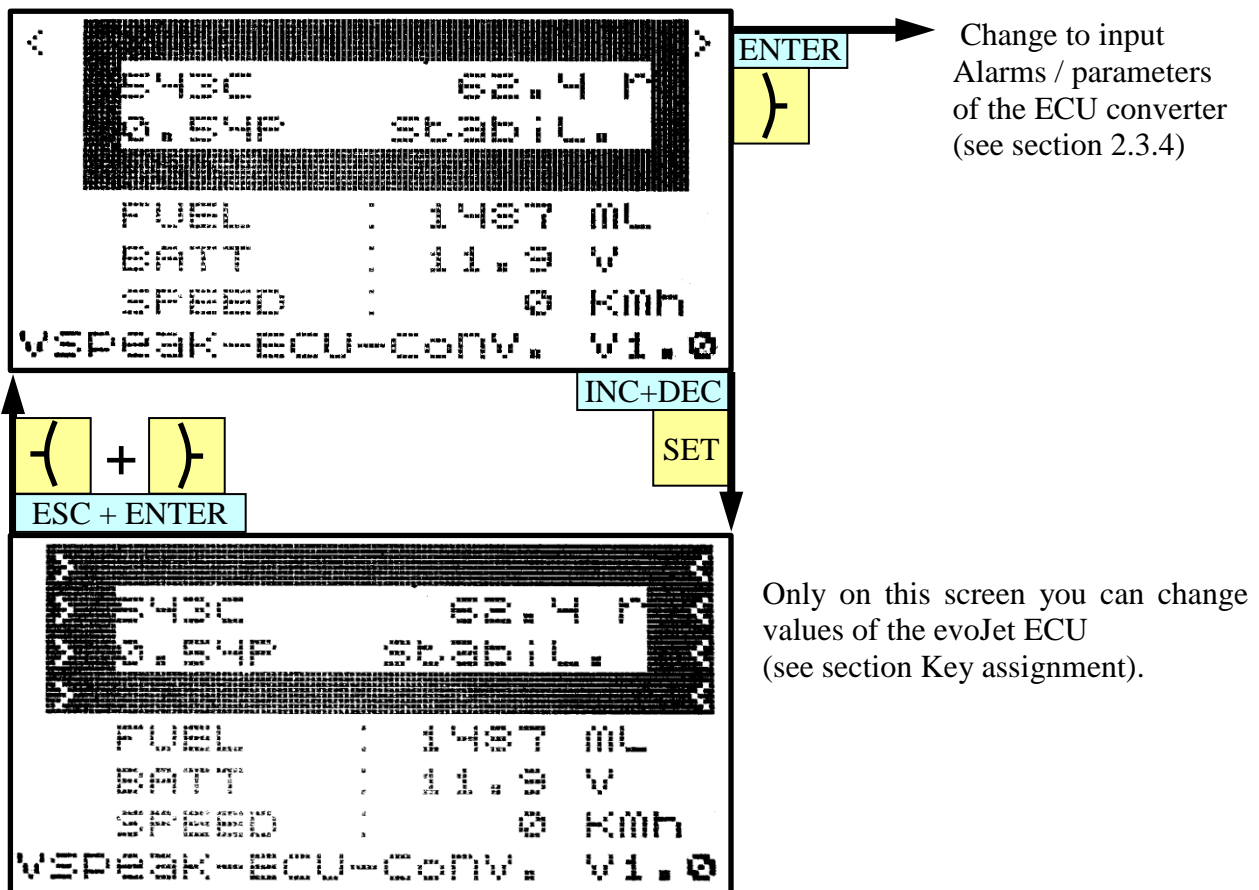 < >
543C 62.4 r
0.54P Stabil.
FUEL : 1487 mL
BATT : 11.9 V
SPEED : 0 Kmh
VSpeak-ECU-Conv. V1.0
ENTER
Change to input
Alarms / parameters
of the ECU converter
(see section 2.3.4)
INC+DEC
SET
+
ESC + ENTER
> <
> 543C 62.4 r <
> 0.54P Stabil. <
> <
FUEL : 1487 mL
BATT : 11.9 V
SPEED : 0 Kmh
VSpeak-ECU-Conv. V1.0
Only on this screen you can change
values of the evoJet ECU
(see section Key assignment).